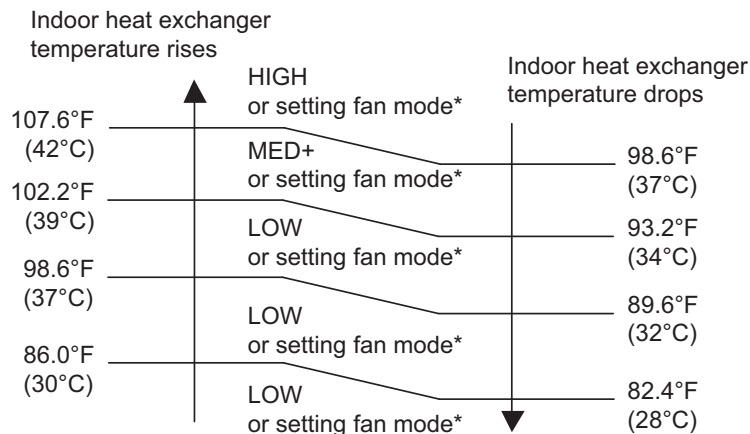 Indoor heat exchanger
temperature rises
107.6°F
(42°C)
102.2°F
(39°C)
98.6°F
(37°C)
86.0°F
(30°C)
HIGH
or setting fan mode*
MED+
or setting fan mode*
LOW
or setting fan mode*
LOW
or setting fan mode*
LOW
or setting fan mode*
Indoor heat exchanger
temperature drops
98.6°F
(37°C)
93.2°F
(34°C)
89.6°F
(32°C)
82.4°F
(28°C)